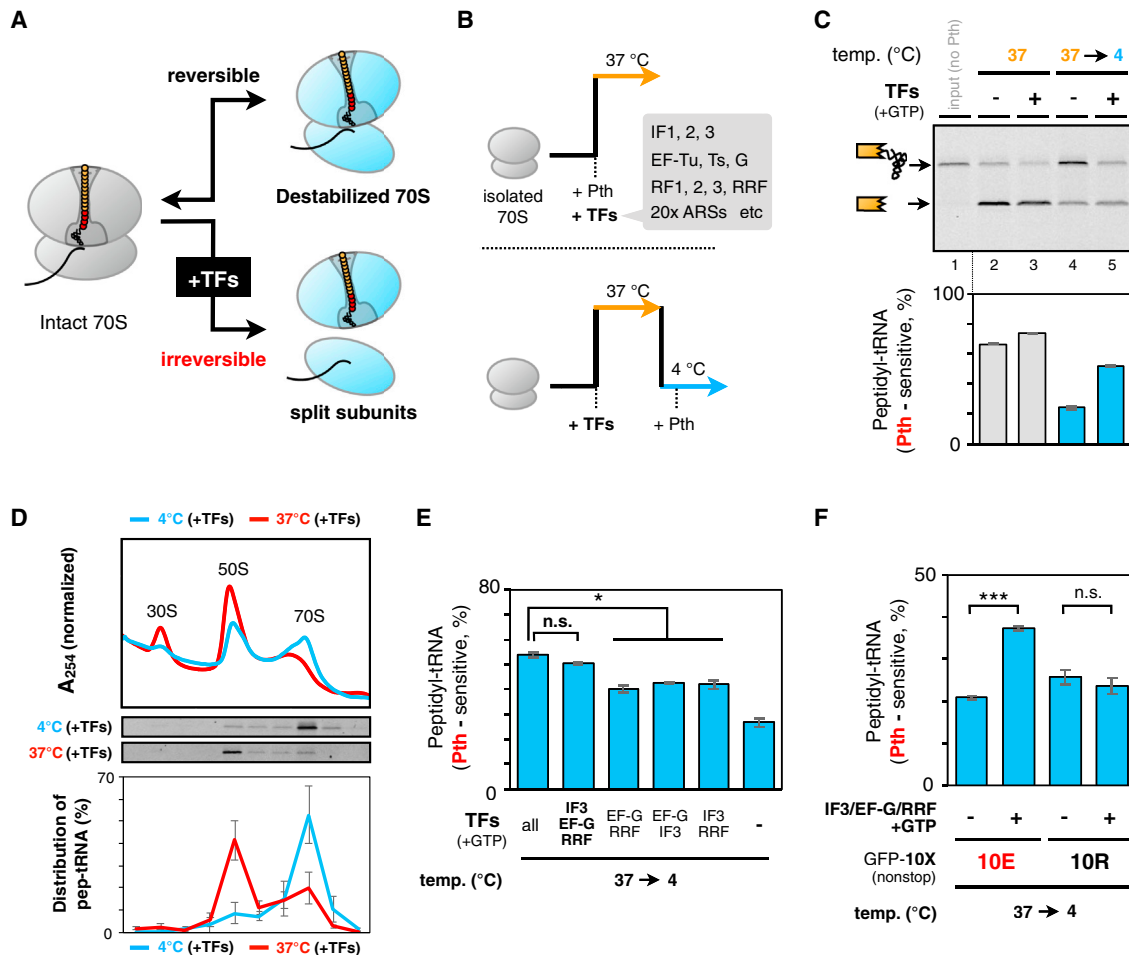 A
reversible
Destabilized 70S
+TFs
Intact 70S
irreversible
split subunits
B
37 °C
isolated
70S
+ Pth
+ TFs
IF1, 2, 3
EF-Tu, Ts, G
RF1, 2, 3, RRF
20x ARSs etc
37 °C
4 °C
+ TFs
+ Pth
C
temp. (°C)
input (no Pth)
37
37 → 4
TFs
(+GTP)
- + - +
1 2 3 4 5
100
0
Peptidyl-tRNA
(Pth - sensitive, %)
D
4°C (+TFs) 37°C (+TFs)
A254 (normalized)
30S
50S
70S
4°C (+TFs)
37°C (+TFs)
70
0
Distribution of
pep-tRNA (%)
4°C (+TFs) 37°C (+TFs)
E
80
0
Peptidyl-tRNA
(Pth - sensitive, %)
*
n.s.
TFs
(+GTP)
all
IF3
EF-G
RRF
EF-G
RRF
EF-G
IF3
IF3
RRF
-
temp. (°C)
37 → 4
F
50
0
Peptidyl-tRNA
(Pth - sensitive, %)
***
n.s.
IF3/EF-G/RRF
+GTP
- + - +
GFP-10X
(nonstop)
10E
10R
temp. (°C)
37 → 4